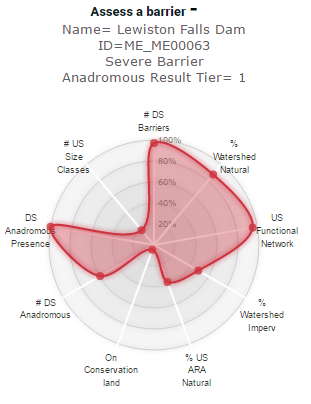 Assess a barrier -
Name= Lewiston Falls Dam
ID=ME_ME00063
Severe Barrier
Anadromous Result Tier= 1
# DS
Barriers
100%
80%
60%
40%
20%
%
Watershed
Natural
US
Functional
Network
%
Watershed
Imperv
% US
ARA
Natural
On
Conservation
land
# DS
Anadromous
DS
Anadromous
Presence
# US
Size
Classes